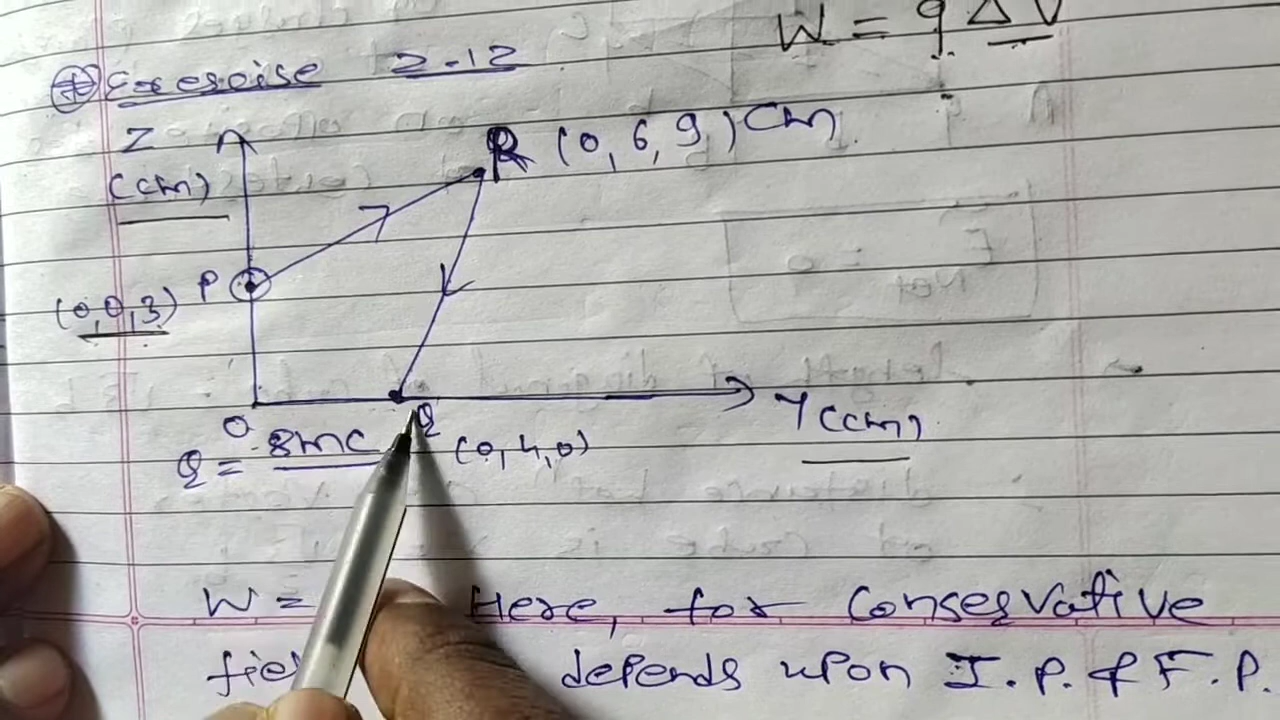 W = q ΔV
Exercise 2.12
Z
(cm)
R (0, 6, 9) cm
P
(0,0,3)
O
Q
Y (cm)
Q = 8mC
(0, 4, 0)
W = Here, for conservative
depends upon I.P. & F.P.